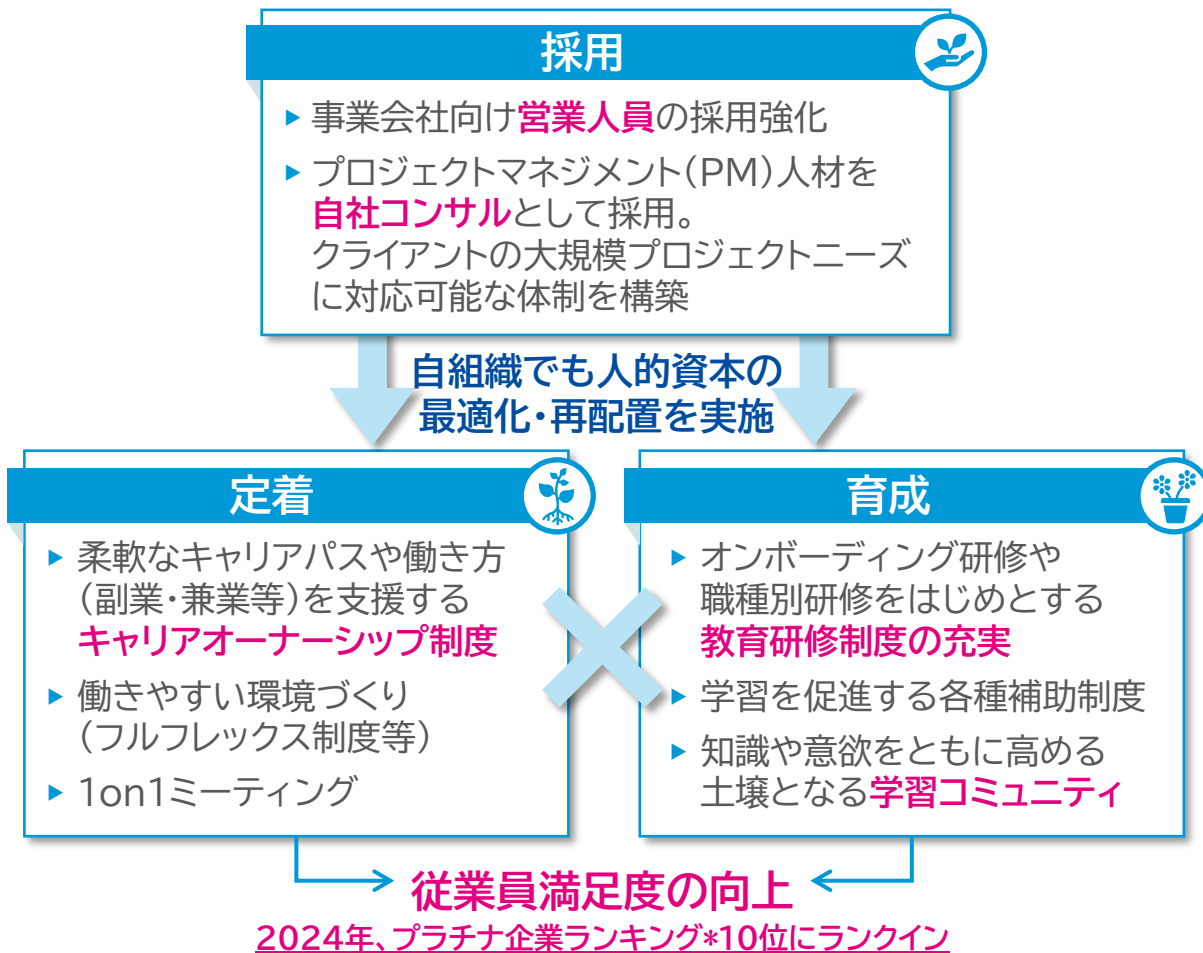 採用
▶ 事業会社向け営業人員の採用強化
▶ プロジェクトマネジメント(PM)人材を
自社コンサルとして採用。
クライアントの大規模プロジェクトニーズ
に対応可能な体制を構築
自組織でも人的資本の
最適化・再配置を実施
定着
▶ 柔軟なキャリアパスや働き方
(副業・兼業等)を支援する
キャリアオーナーシップ制度
▶ 働きやすい環境づくり
(フルフレックス制度等)
▶ 1on1ミーティング
育成
▶ オンボーディング研修や
職種別研修をはじめとする
教育研修制度の充実
▶ 学習を促進する各種補助制度
▶ 知識や意欲をともに高める
土壌となる学習コミュニティ
従業員満足度の向上
2024年、プラチナ企業ランキング*10位にランクイン